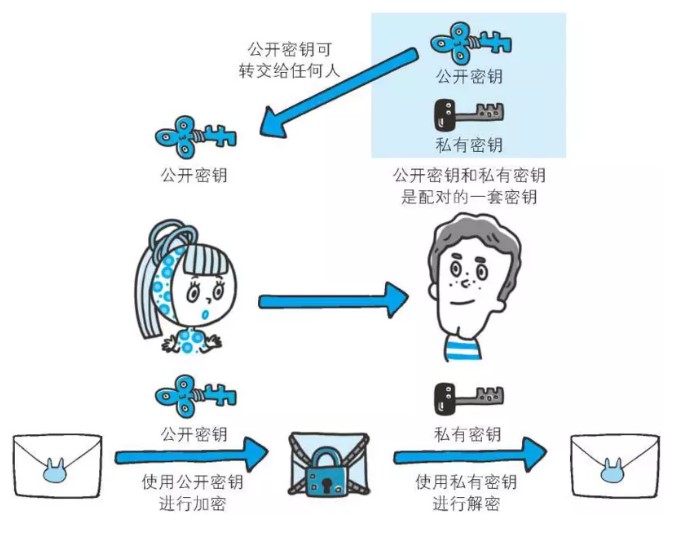 公开密钥可
转交给任何人
公开密钥
私有密钥
公开密钥
公开密钥和私有密钥
是配对的一套密钥
公开密钥
私有密钥
使用公开密钥
进行加密
使用私有密钥
进行解密